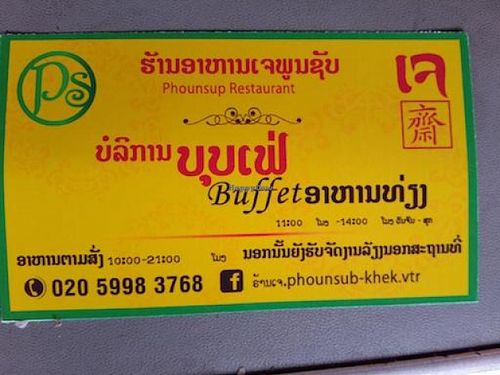 Ps
ຮ້ານອາຫານເຈພູນຊັບ
Phounsup Restaurant
ເຈ
齋
ບໍລິການ ບຸບເຟ່
Buffet ອາຫານທ່ຽງ
11:00 ໂມງ -14:00 ໂມງ ວັນຈັນ - ສຸກ
ອາຫານຕາມສັ່ງ 10:00-21:00 ໂມງ
ນອກນັ້ນຍັງຮັບຈັດງານລ້ຽງນອກສະຖານທີ່
020 5998 3768
f ຮ້ານເຈ.phounsub-khek.vtr